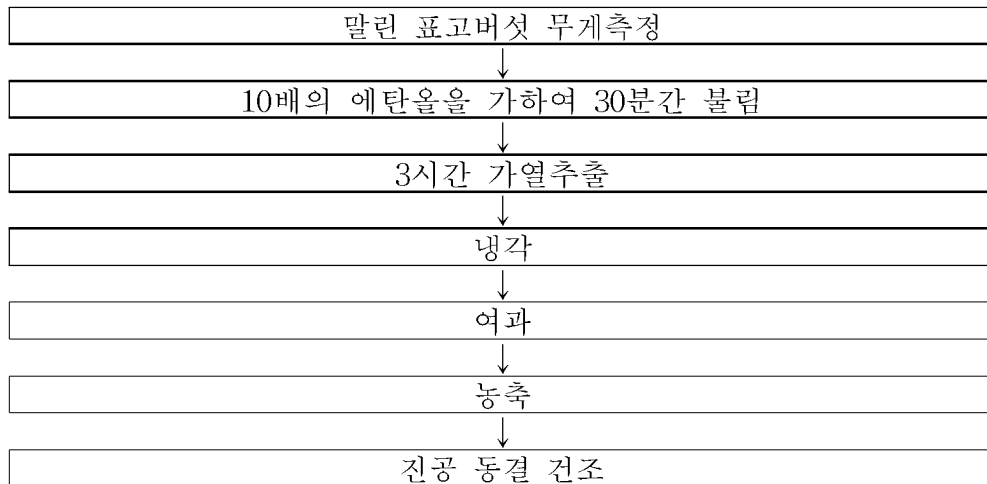 말린 표고버섯 무게측정
10배의 에탄올을 가하여 30분간 불림
3시간 가열추출
냉각
여과
농축
진공 동결 건조